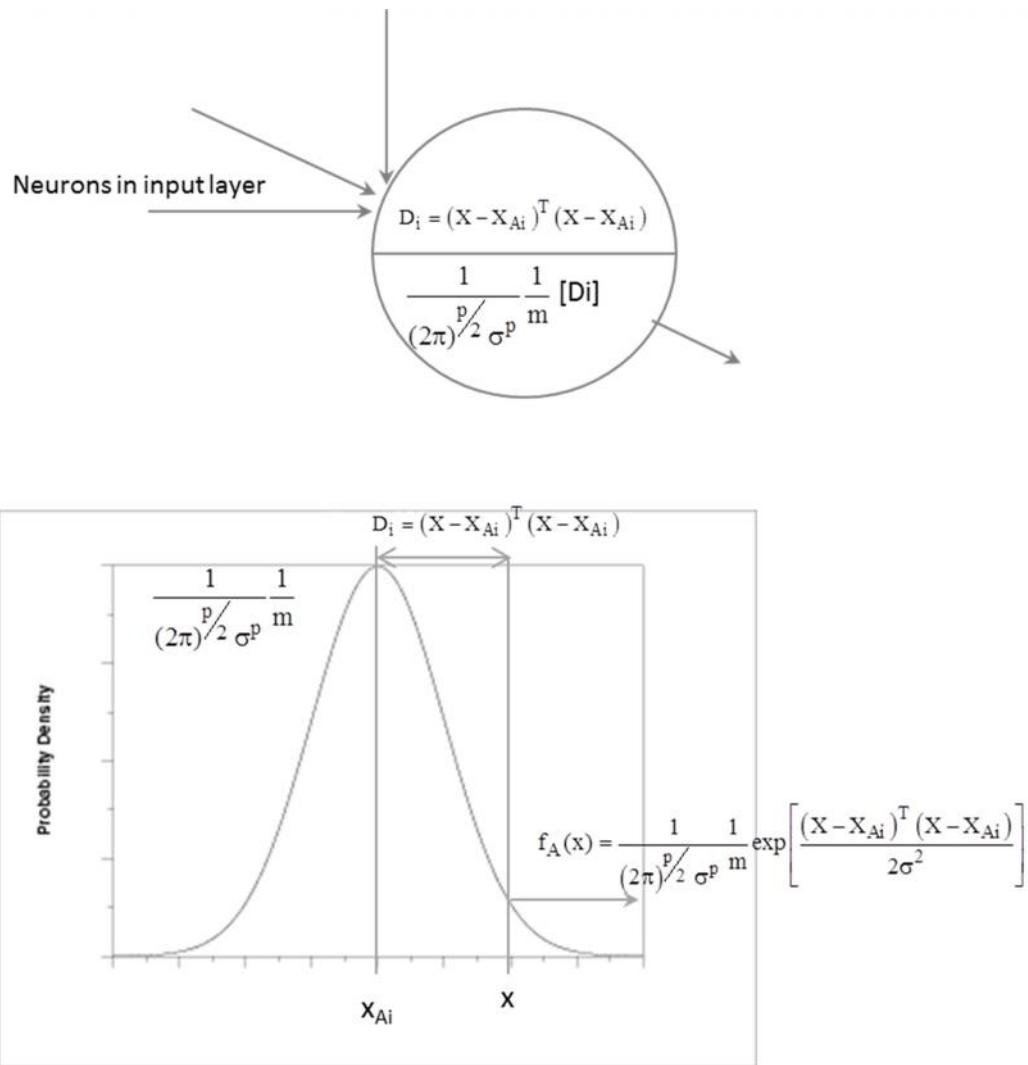 Neurons in input layer
D_i = (X − X_Ai)^T (X − X_Ai)
1/((2π)^(p/2) σ^p) 1/m [Di]
D_i = (X − X_Ai)^T (X − X_Ai)
1/((2π)^(p/2) σ^p) 1/m
Probability Density
f_A(x) = 1/((2π)^(p/2) σ^p) 1/m exp[(X − X_Ai)^T (X − X_Ai)/(2σ^2)]
X_Ai
X